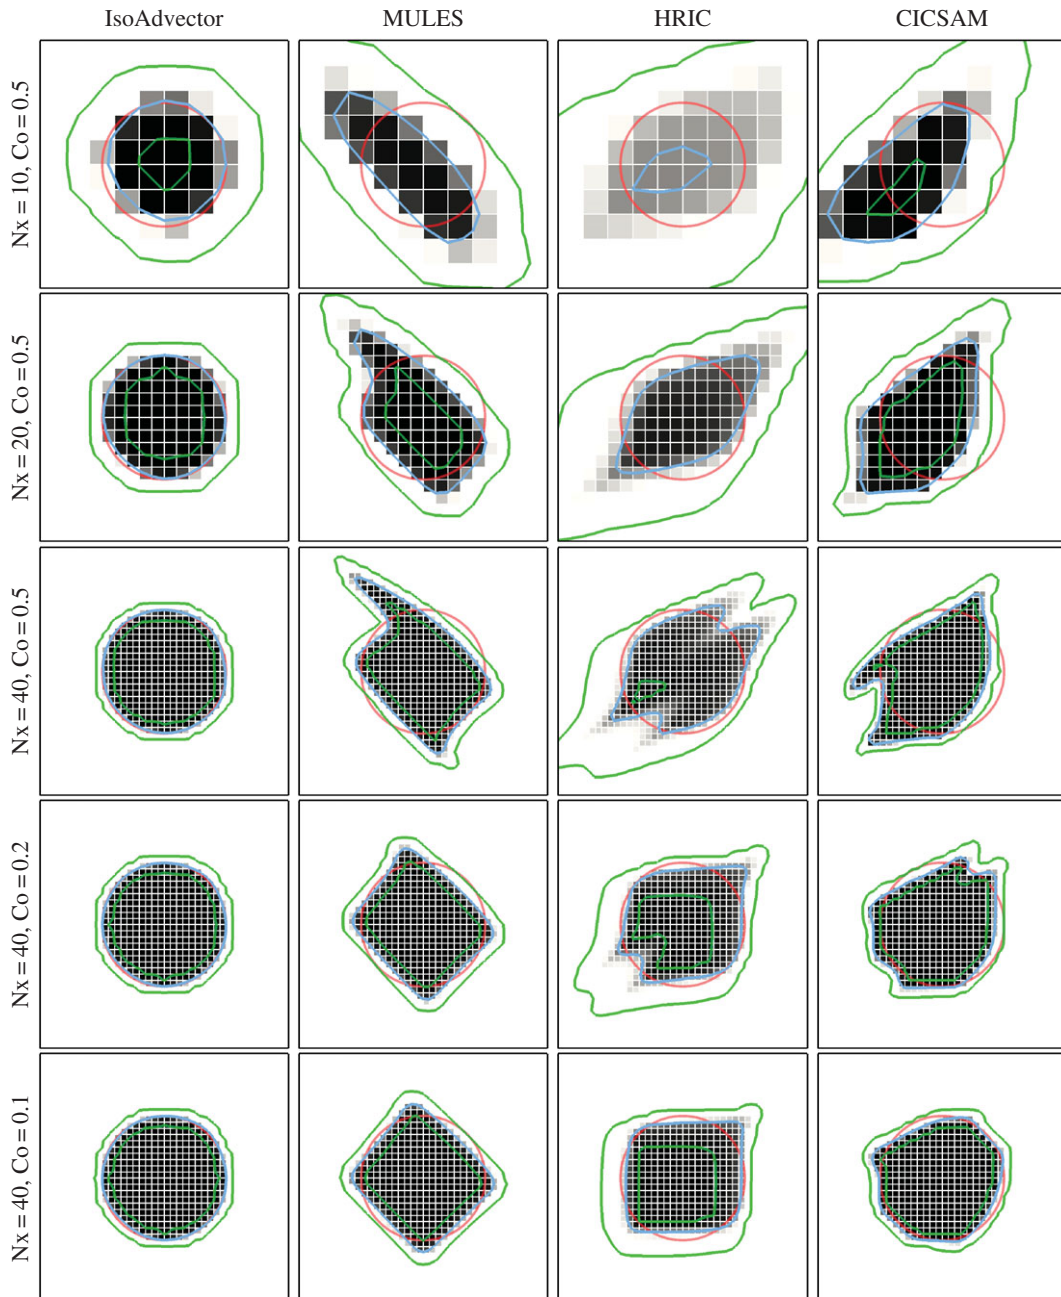 IsoAdvector MULES HRIC CICSAM
Nx = 10, Co = 0.5
Nx = 20, Co = 0.5
Nx = 40, Co = 0.5
Nx = 40, Co = 0.2
Nx = 40, Co = 0.1